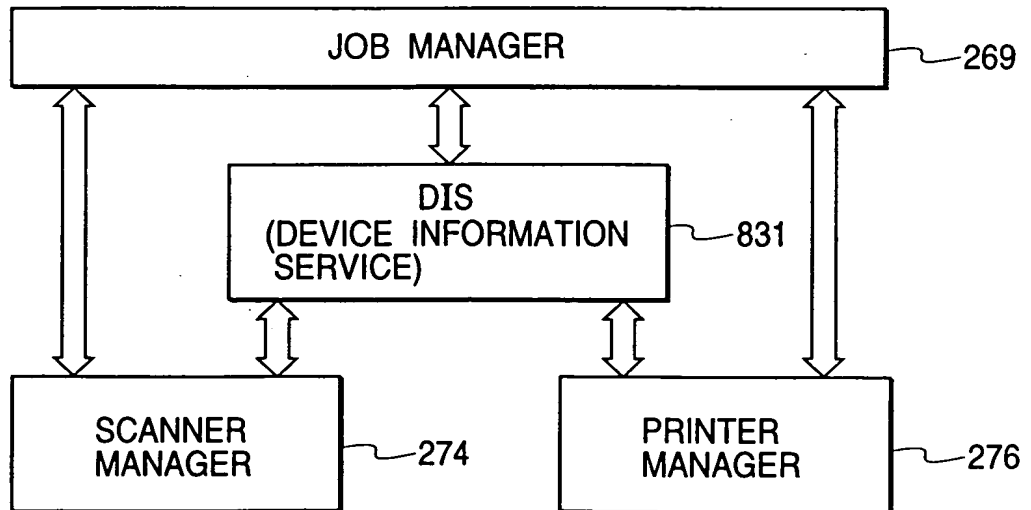 JOB MANAGER
269
DIS
(DEVICE INFORMATION
SERVICE)
831
SCANNER
MANAGER
274
PRINTER
MANAGER
276